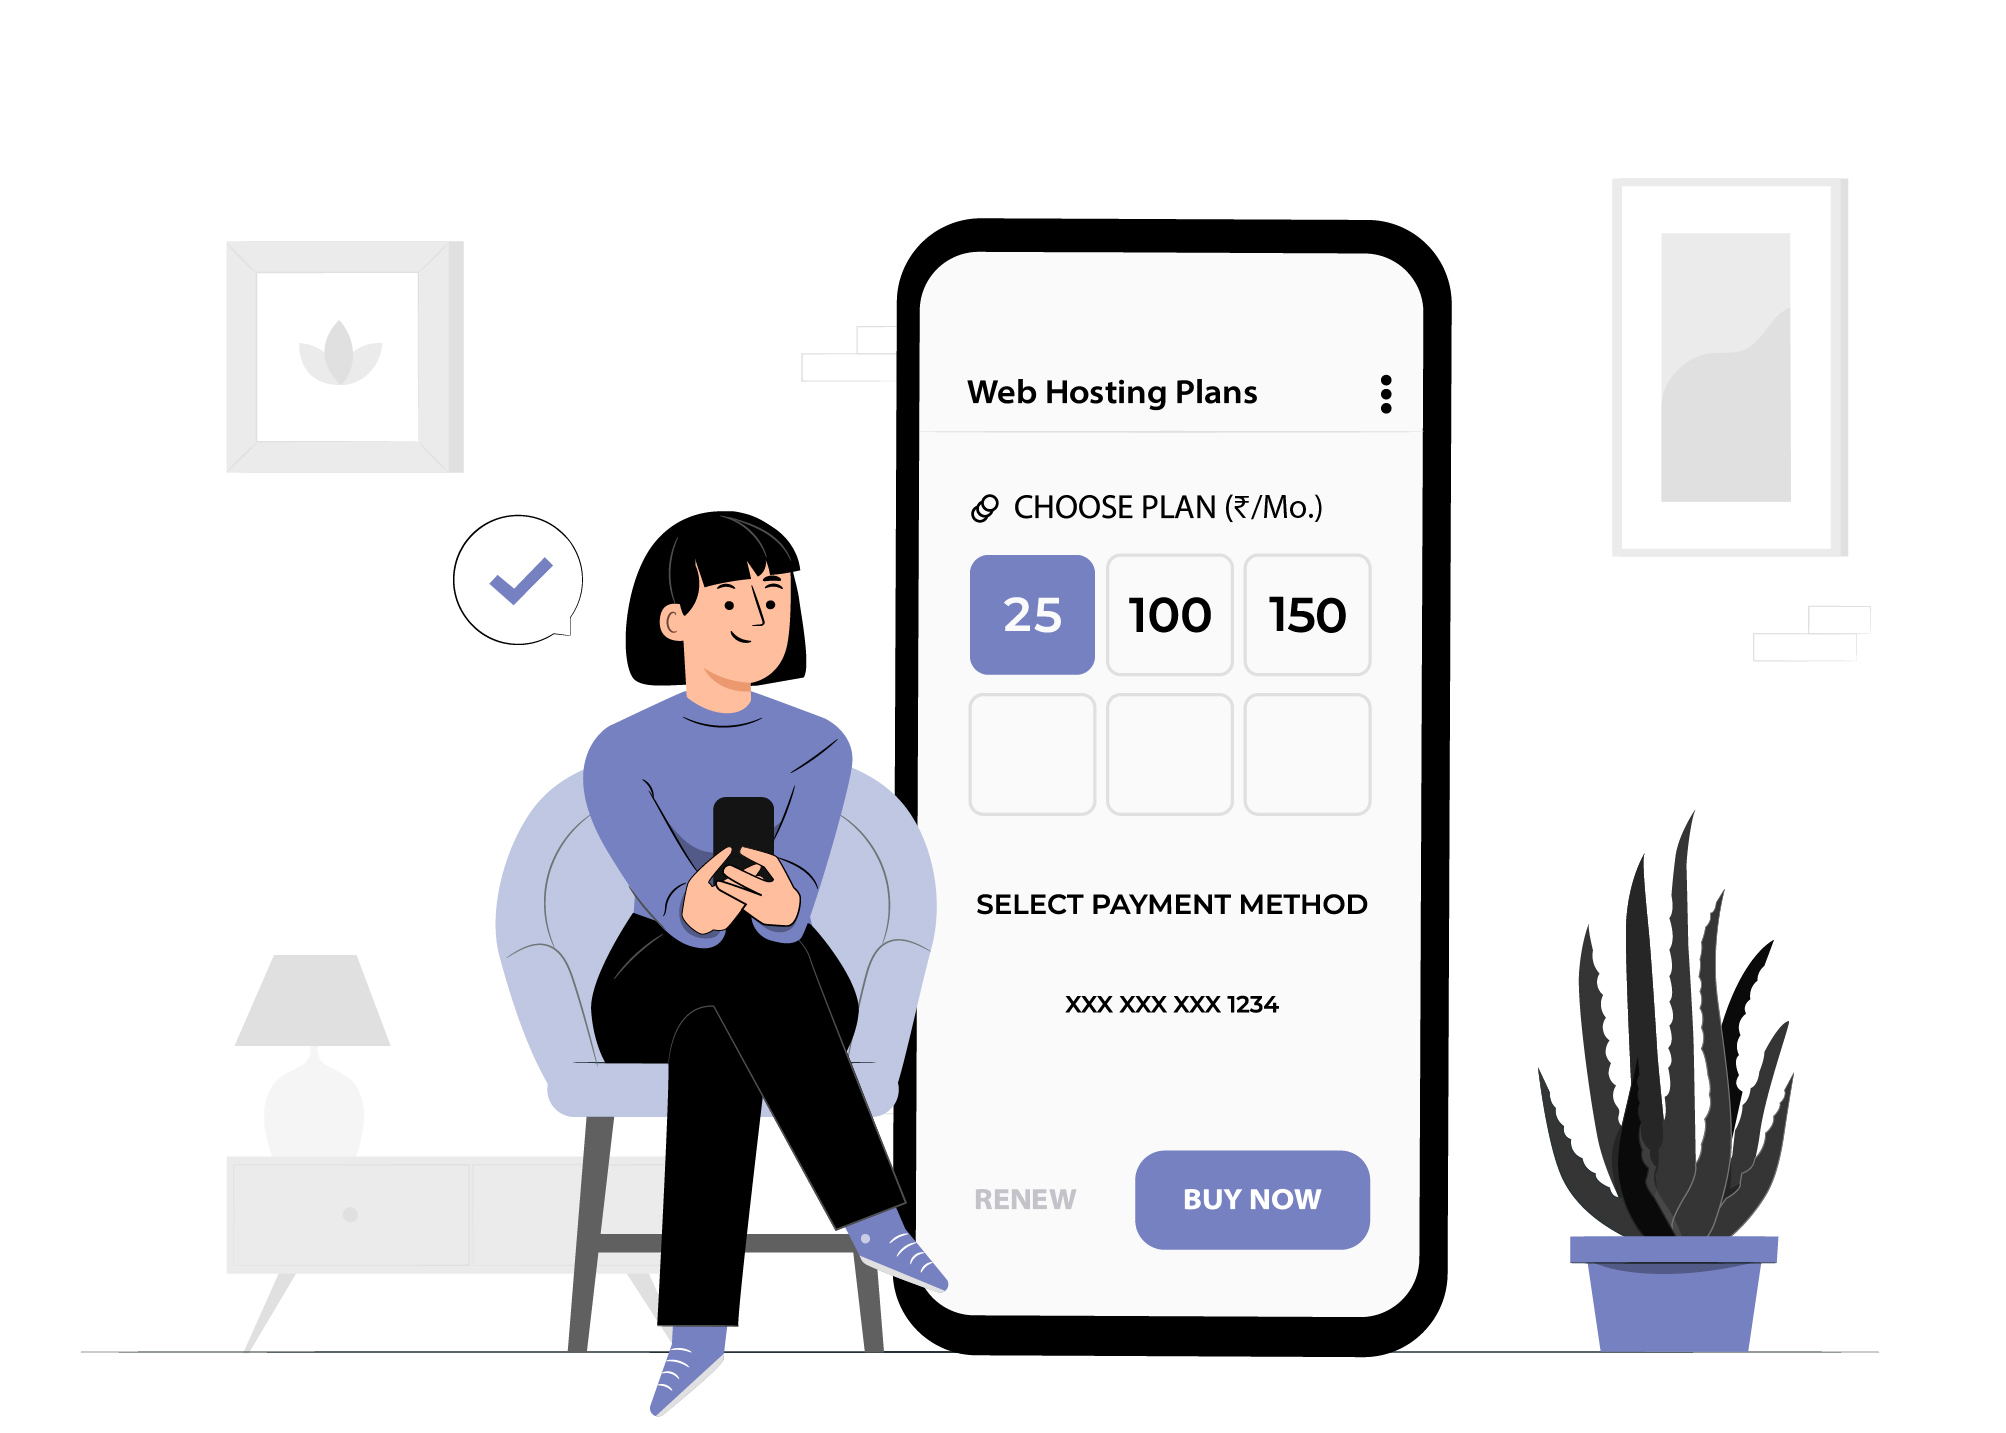 Web Hosting Plans
CHOOSE PLAN (₹/Mo.)
25 100 150
SELECT PAYMENT METHOD
XXX XXX XXX 1234
RENEW BUY NOW